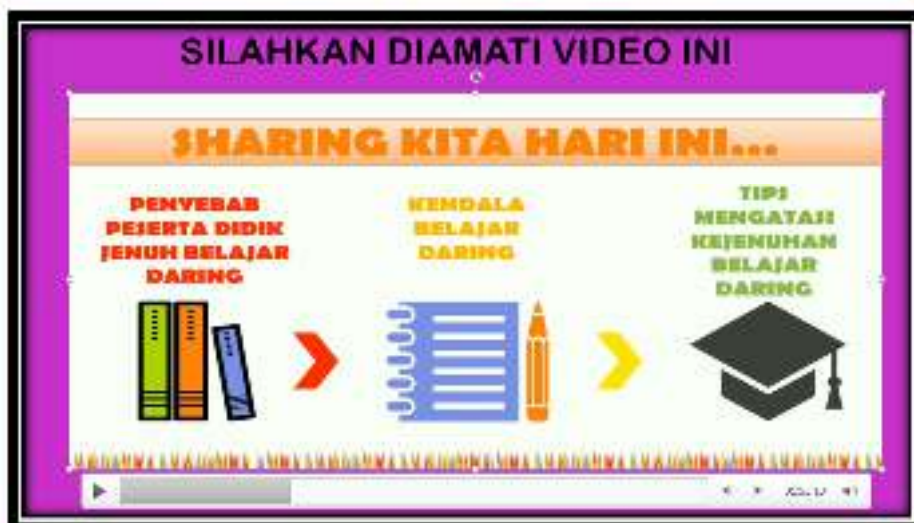 SILAHKAN DIAMATI VIDEO INI
SHARING KITA HARI INI...
PENYEBAB
PESERTA DIDIK
JENUH BELAJAR
DARING
KENDALA
BELAJAR
DARING
TIPS
MENGATASI
KEJENUHAN
BELAJAR
DARING